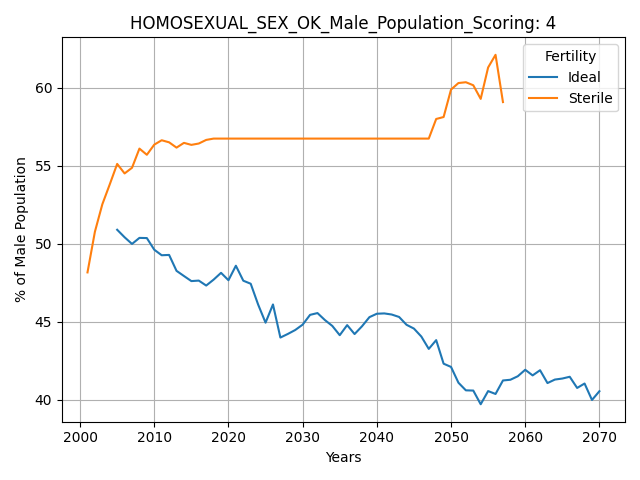 HOMOSEXUAL_SEX_OK_Male_Population_Scoring: 4
Fertility
Ideal
Sterile
% of Male Population
60
55
50
45
40
2000 2010 2020 2030 2040 2050 2060 2070
Years